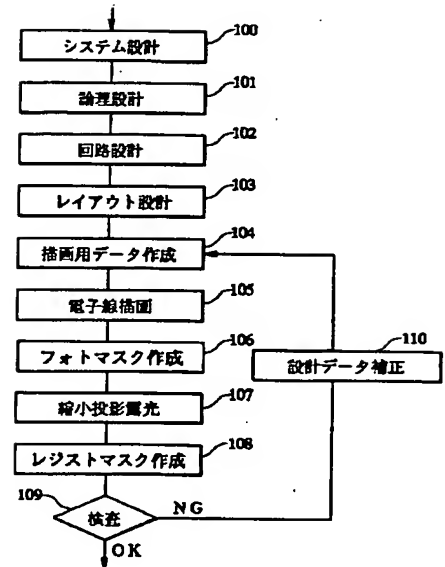 100
システム設計
101
論理設計
102
回路設計
103
レイアウト設計
104
描画用データ作成
105
電子線描画
106
フォトマスク作成
110
設計データ補正
107
縮小投影露光
108
レジストマスク作成
109
検査
NG
OK